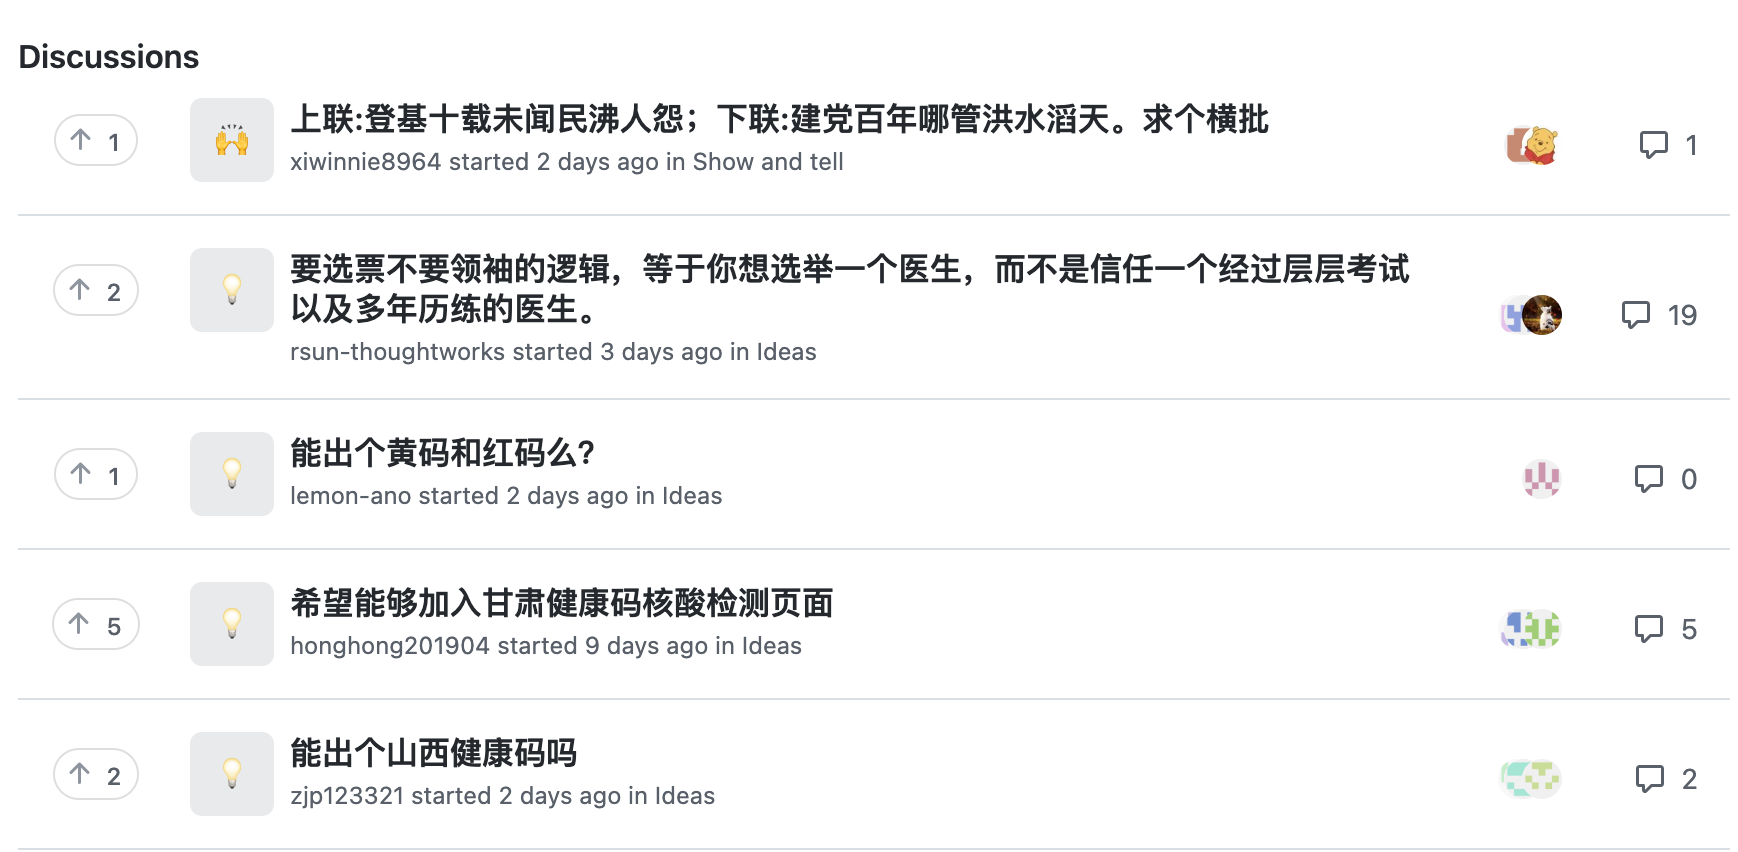 Discussions
1
上联:登基十载未闻民沸人怨；下联:建党百年哪管洪水滔天。求个横批
xiwinnie8964 started 2 days ago in Show and tell
1
2
要选票不要领袖的逻辑，等于你想选举一个医生，而不是信任一个经过层层考试
以及多年历练的医生。
rsun-thoughtworks started 3 days ago in Ideas
19
1
能出个黄码和红码么?
lemon-ano started 2 days ago in Ideas
0
5
希望能够加入甘肃健康码核酸检测页面
honghong201904 started 9 days ago in Ideas
5
2
能出个山西健康码吗
zjp123321 started 2 days ago in Ideas
2